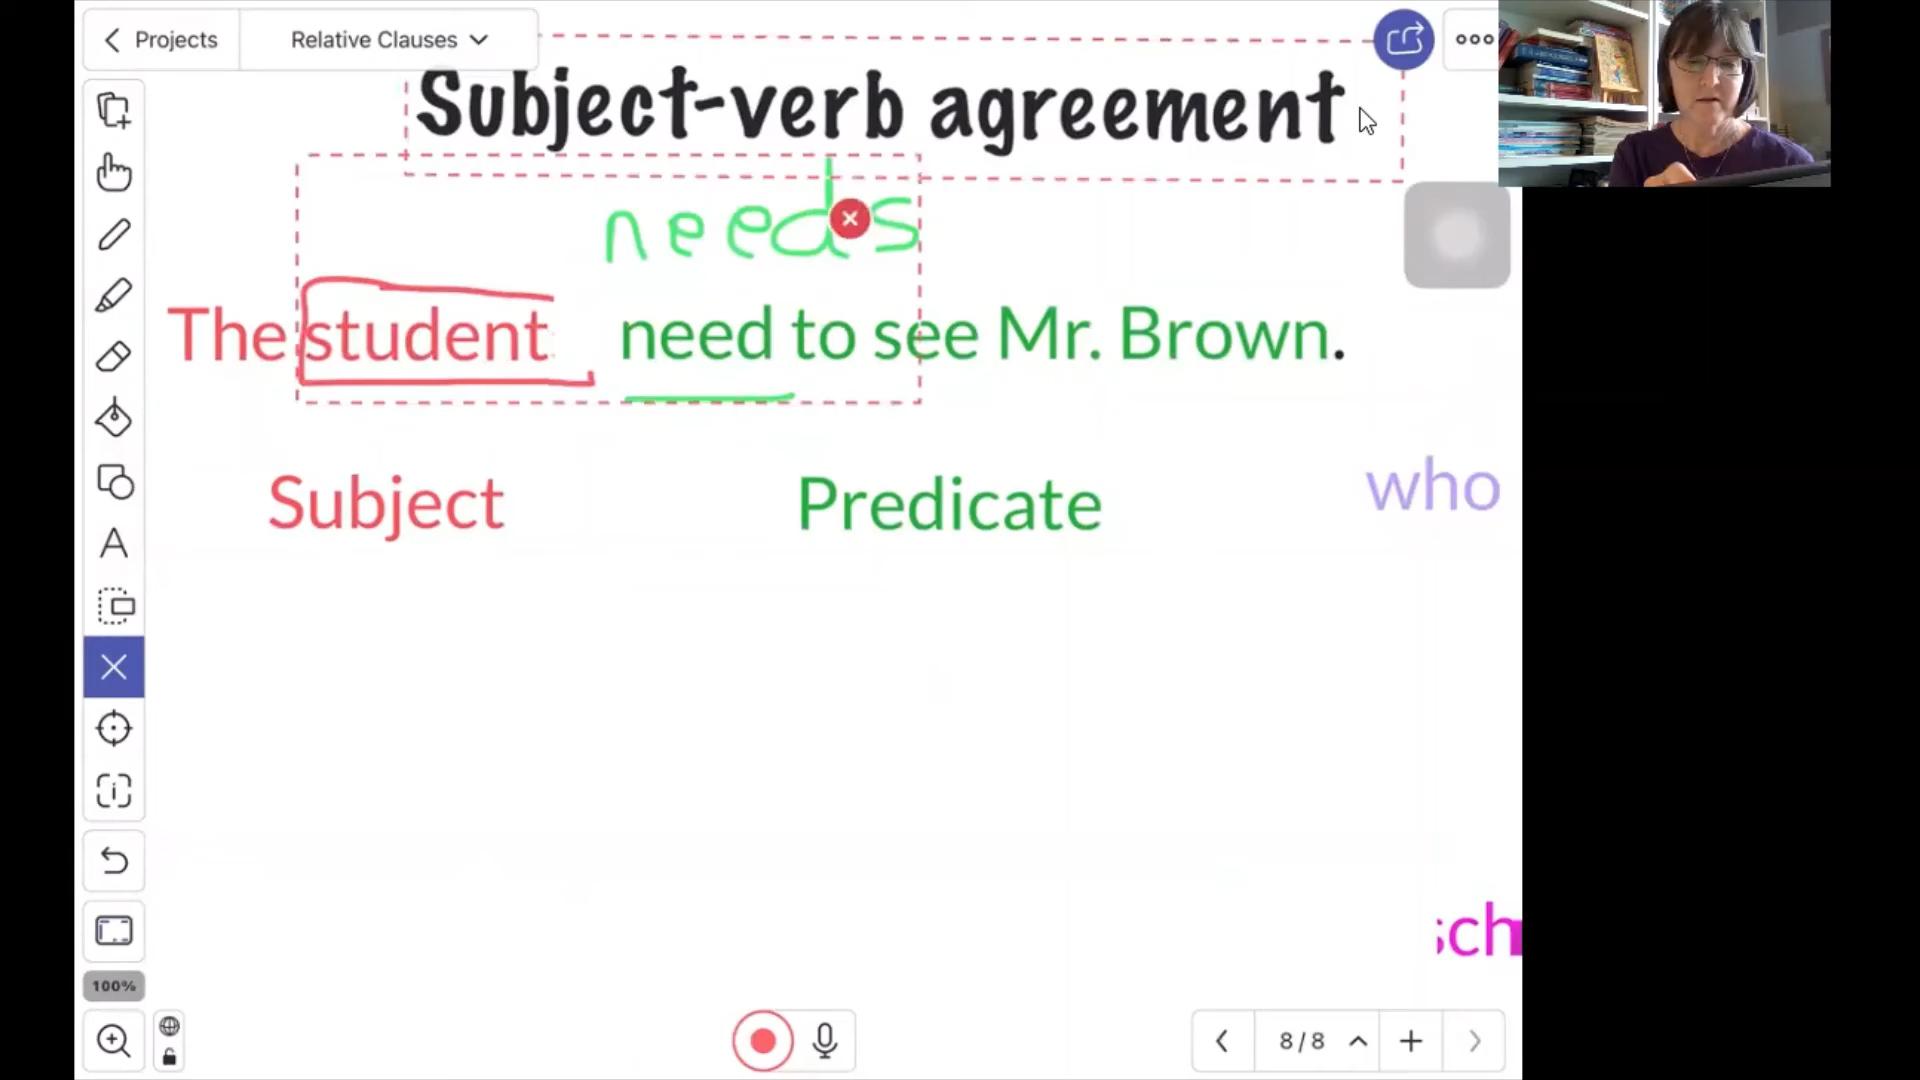 Projects
Relative Clauses
Subject-verb agreement
needs
The student need to see Mr. Brown.
Subject
Predicate
who
sch
100%
8/8